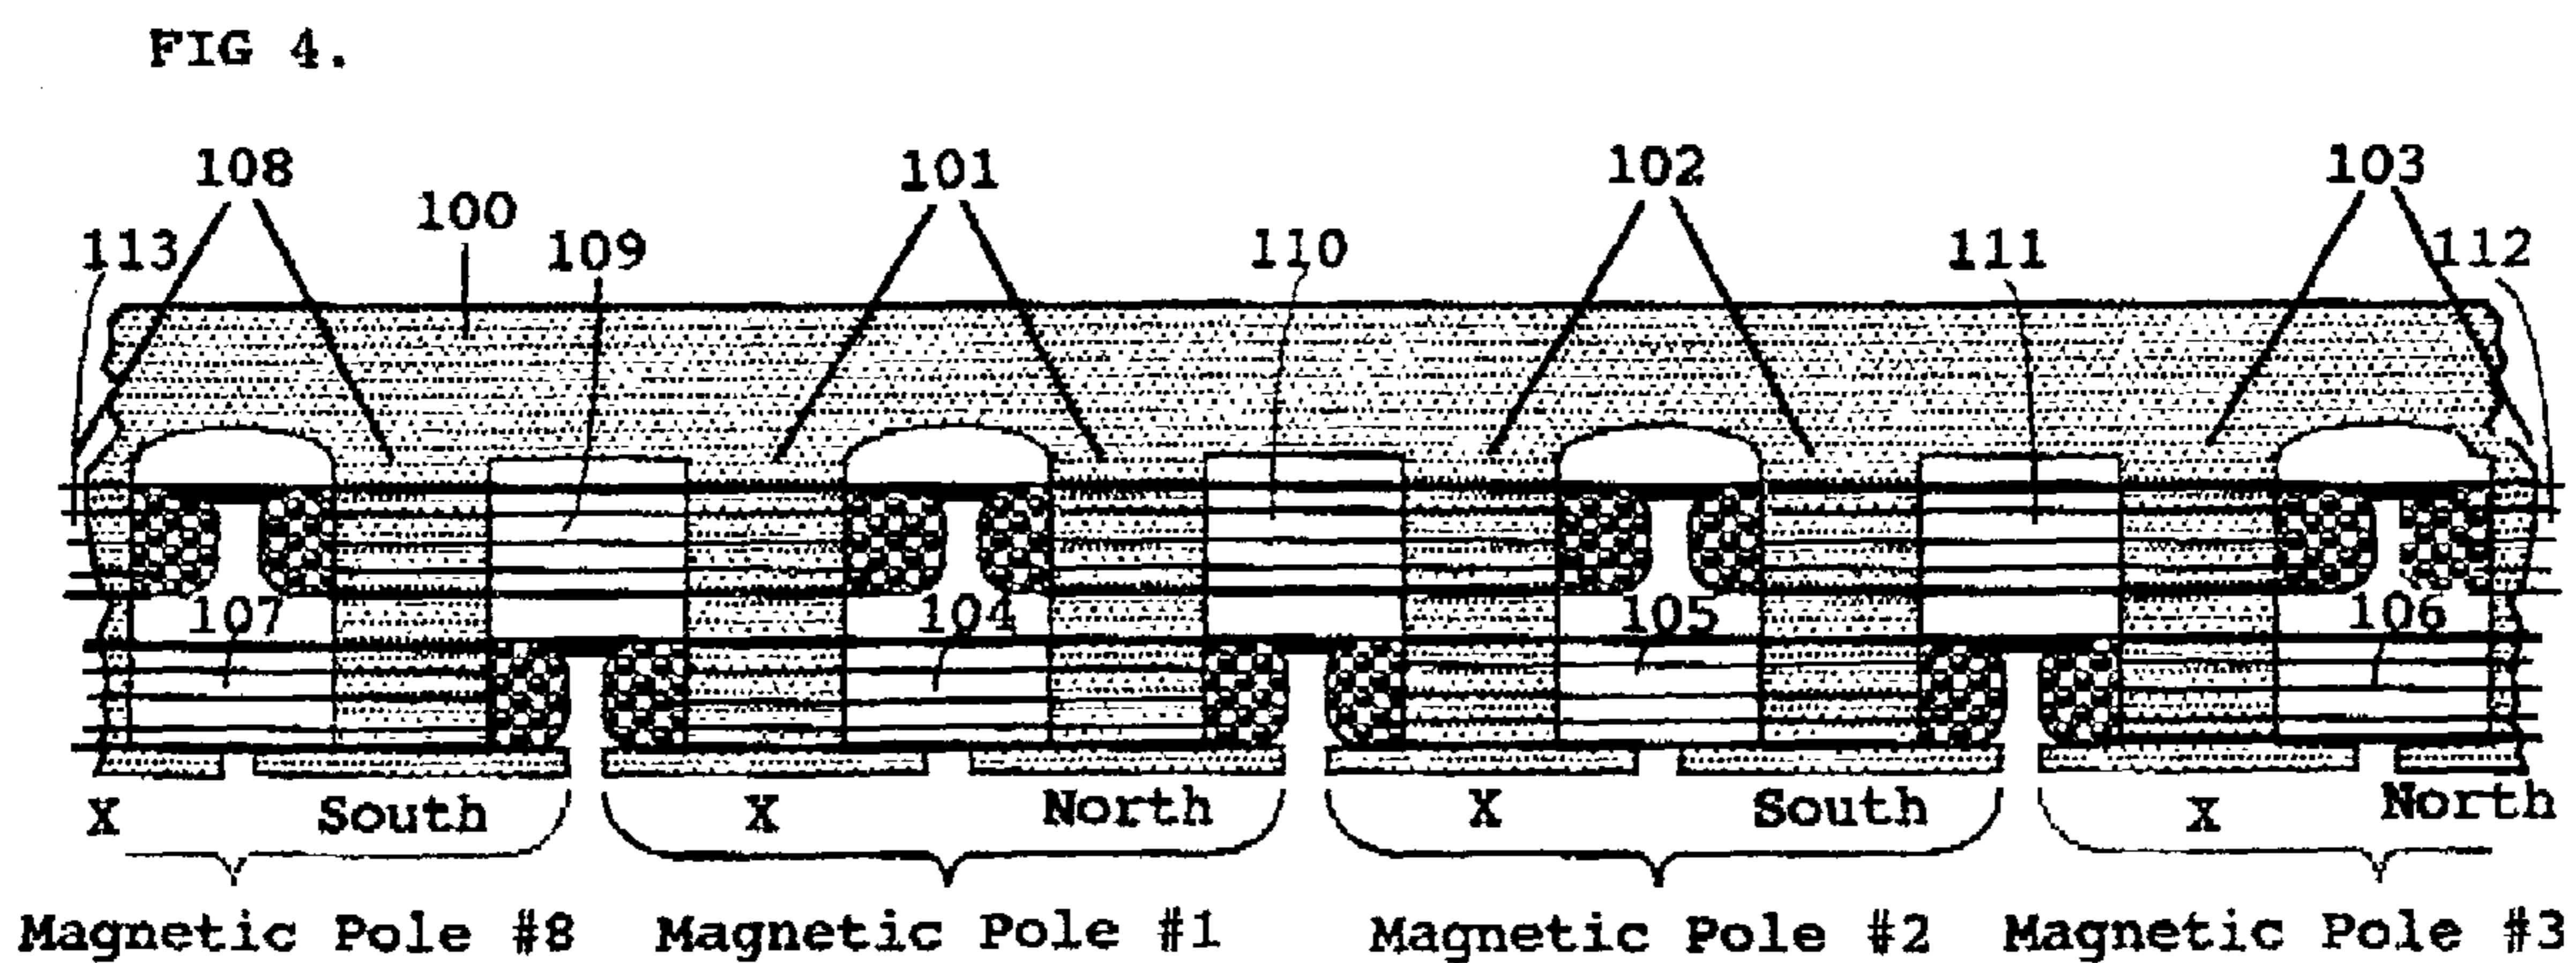 FIG 4.
108 101 102 103
100
113 109 110 111 112
107 104 105 106
X South X North X South X North
Magnetic Pole #8 Magnetic Pole #1 Magnetic Pole #2 Magnetic Pole #3